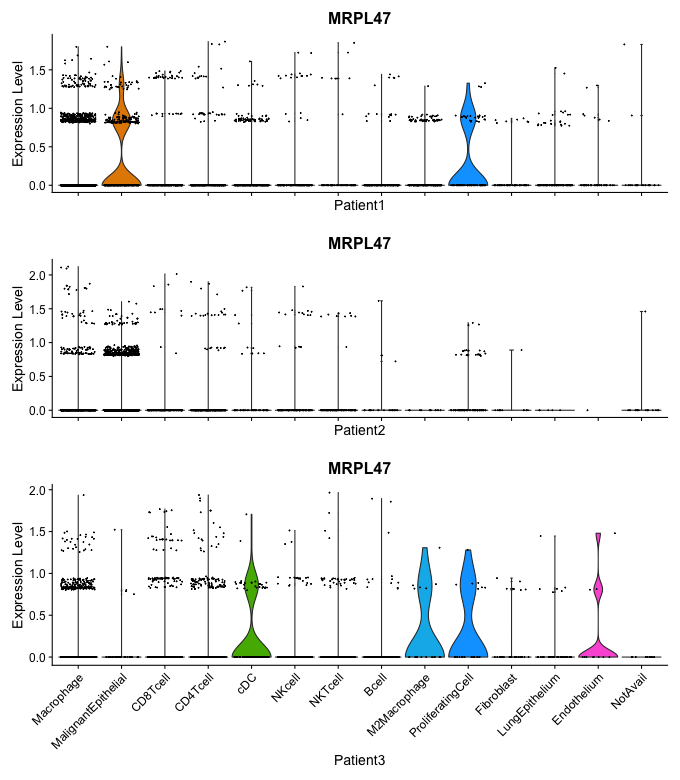 MRPL47
Expression Level
1.5
1.0
0.5
0.0
Patient1
MRPL47
Expression Level
2.0
1.5
1.0
0.5
0.0
Patient2
MRPL47
Expression Level
2.0
1.5
1.0
0.5
0.0
Macrophage
MalignantEpithelial
CD8Tcell
CD4Tcell
cDC
NKcell
NKTcell
Bcell
M2Macrophage
ProliferatingCell
Fibroblast
LungEpithelium
Endothelium
NotAvail
Patient3